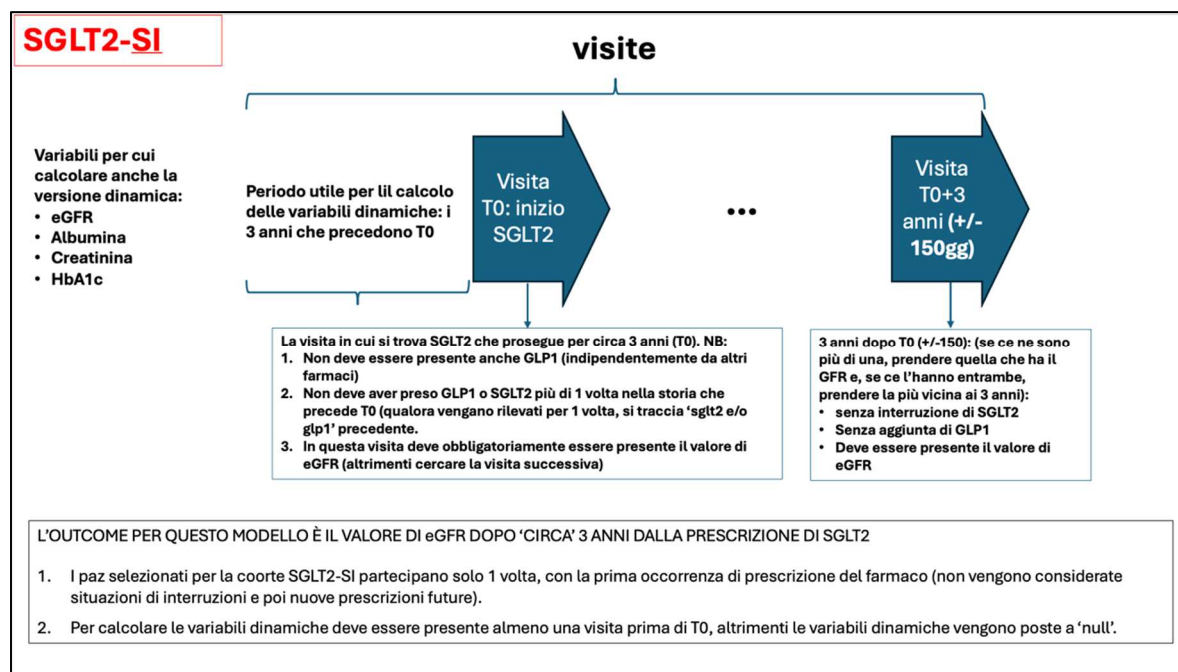 SGLT2-SI
visite
Variabili per cui
calcolare anche la
versione dinamica:
• eGFR
• Albumina
• Creatinina
• HbA1c
Periodo utile per lil calcolo
delle variabili dinamiche: i
3 anni che precedono T0
Visita
T0: inizio
SGLT2
...
Visita
T0+3
anni (+/-
150gg)
La visita in cui si trova SGLT2 che prosegue per circa 3 anni (T0). NB:
1. Non deve essere presente anche GLP1 (indipendentemente da altri
farmaci)
2. Non deve aver preso GLP1 o SGLT2 più di 1 volta nella storia che
precede T0 (qualora vengano rilevati per 1 volta, si traccia ‘sglt2 e/o
glp1’ precedente.
3. In questa visita deve obbligatoriamente essere presente il valore di
eGFR (altrimenti cercare la visita successiva)
3 anni dopo T0 (+/-150): (se ce ne sono
più di una, prendere quella che ha il
GFR e, se ce l’hanno entrambe,
prendere la più vicina ai 3 anni):
• senza interruzione di SGLT2
• Senza aggiunta di GLP1
• Deve essere presente il valore di
eGFR
L’OUTCOME PER QUESTO MODELLO È IL VALORE DI eGFR DOPO ‘CIRCA’ 3 ANNI DALLA PRESCRIZIONE DI SGLT2
1. I paz selezionati per la coorte SGLT2-SI partecipano solo 1 volta, con la prima occorrenza di prescrizione del farmaco (non vengono considerate
situazioni di interruzioni e poi nuove prescrizioni future).
2. Per calcolare le variabili dinamiche deve essere presente almeno una visita prima di T0, altrimenti le variabili dinamiche vengono poste a ‘null’.